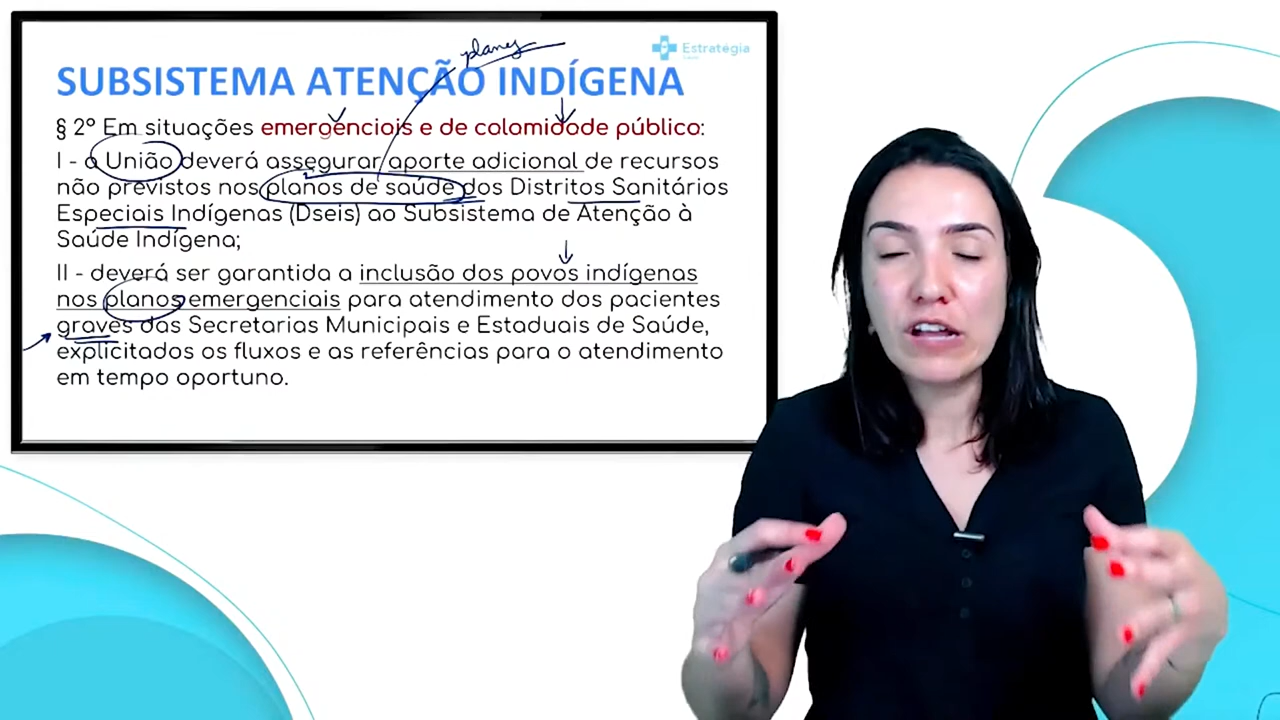 planej
Estratégia
Saúde
SUBSISTEMA ATENÇÃO INDÍGENA
§ 2º Em situações emergenciais e de calamidade pública:
I - a União deverá assegurar aporte adicional de recursos
não previstos nos planos de saúde dos Distritos Sanitários
Especiais Indígenas (Dseis) ao Subsistema de Atenção à
Saúde Indígena;
II - deverá ser garantida a inclusão dos povos indígenas
nos planos emergenciais para atendimento dos pacientes
graves das Secretarias Municipais e Estaduais de Saúde,
explicitados os fluxos e as referências para o atendimento
em tempo oportuno.